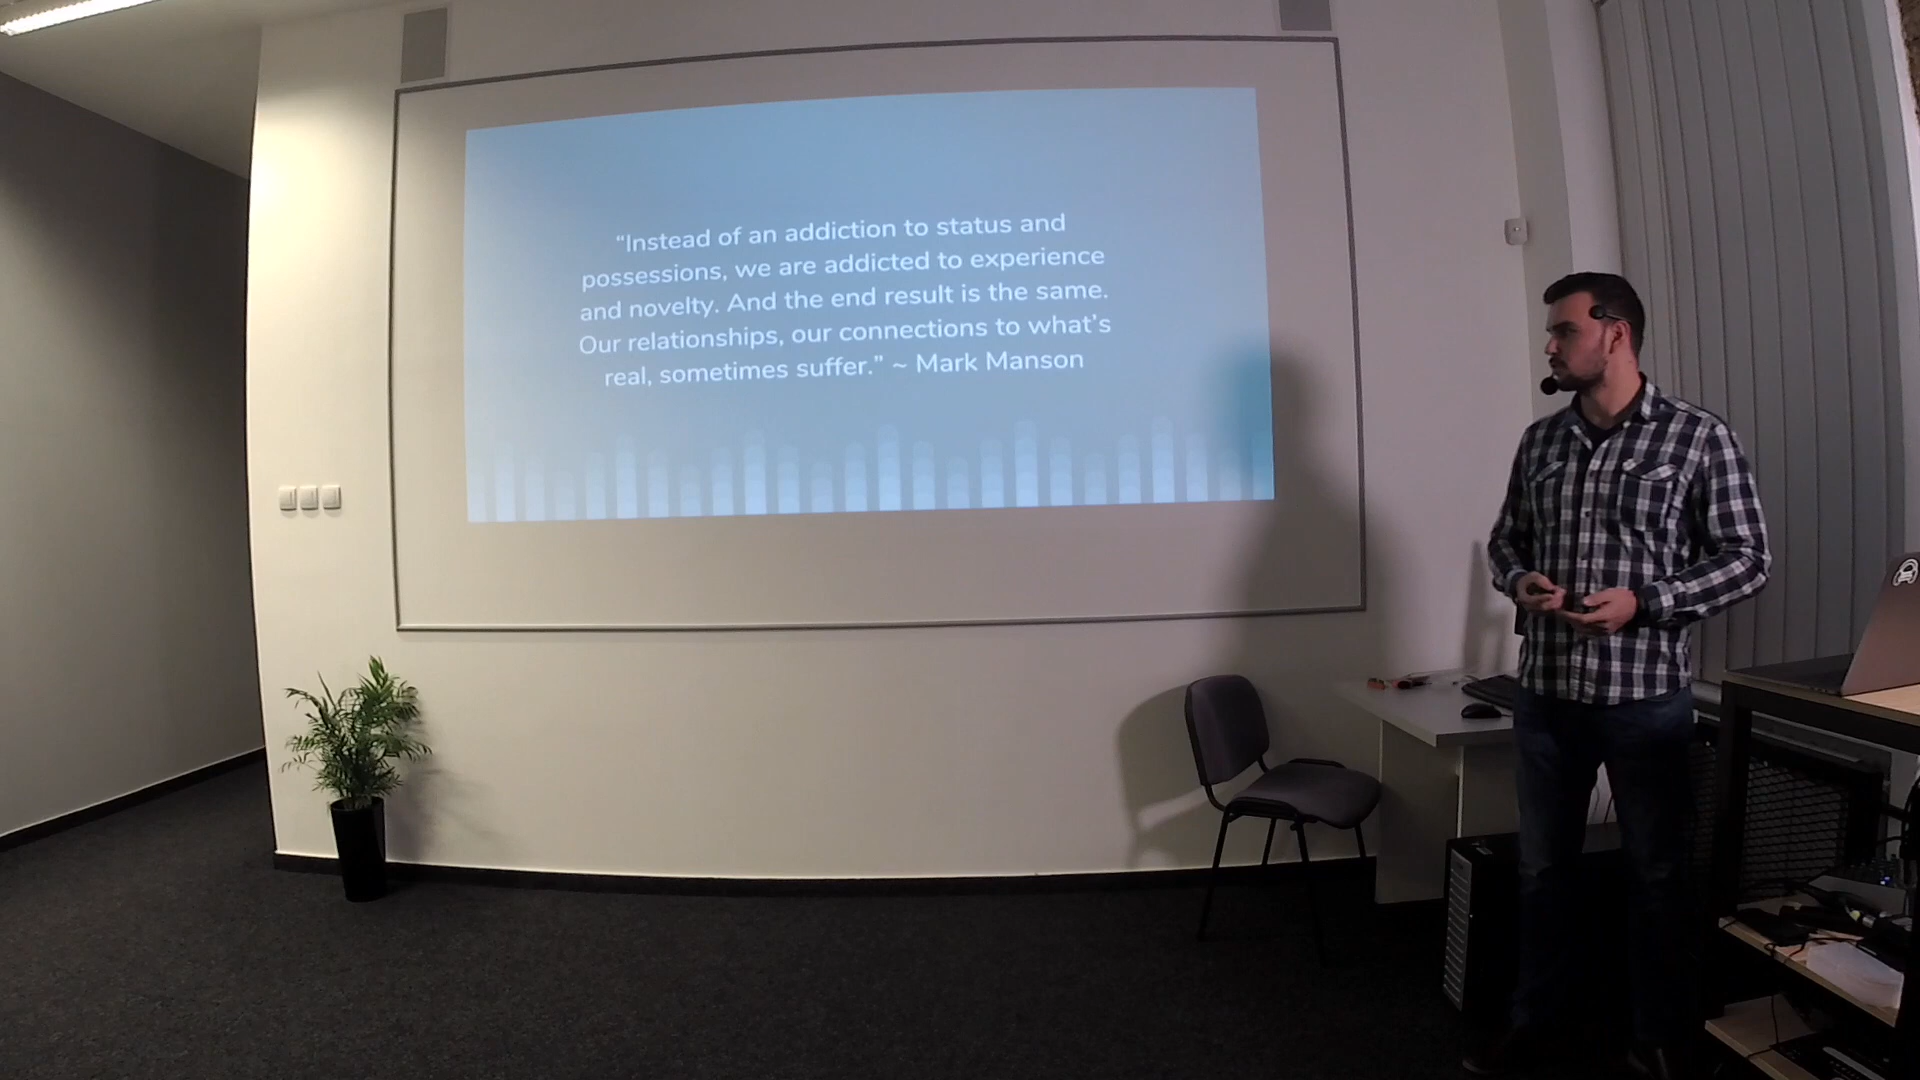 “Instead of an addiction to status and
possessions, we are addicted to experience
and novelty. And the end result is the same.
Our relationships, our connections to what’s
real, sometimes suffer.” ~ Mark Manson